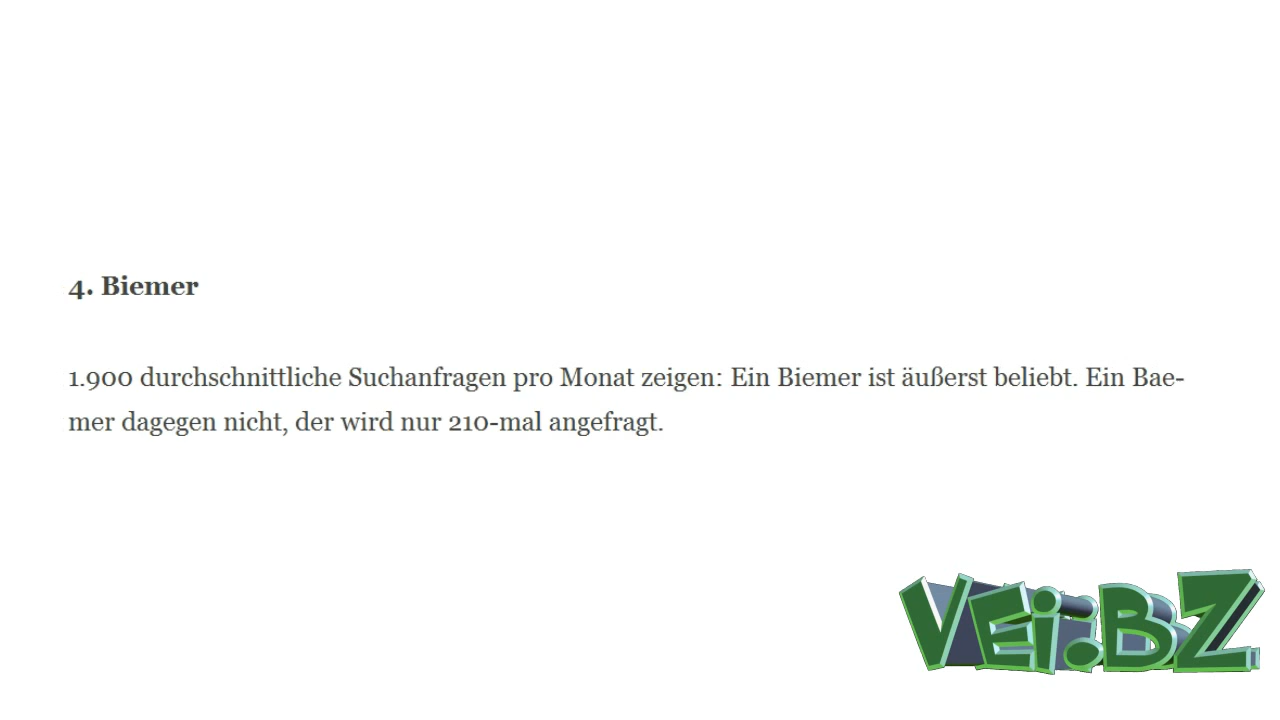 4. Biemer
1.900 durchschnittliche Suchanfragen pro Monat zeigen: Ein Biemer ist äußerst beliebt. Ein Bae-
mer dagegen nicht, der wird nur 210-mal angefragt.
VEi.BZ